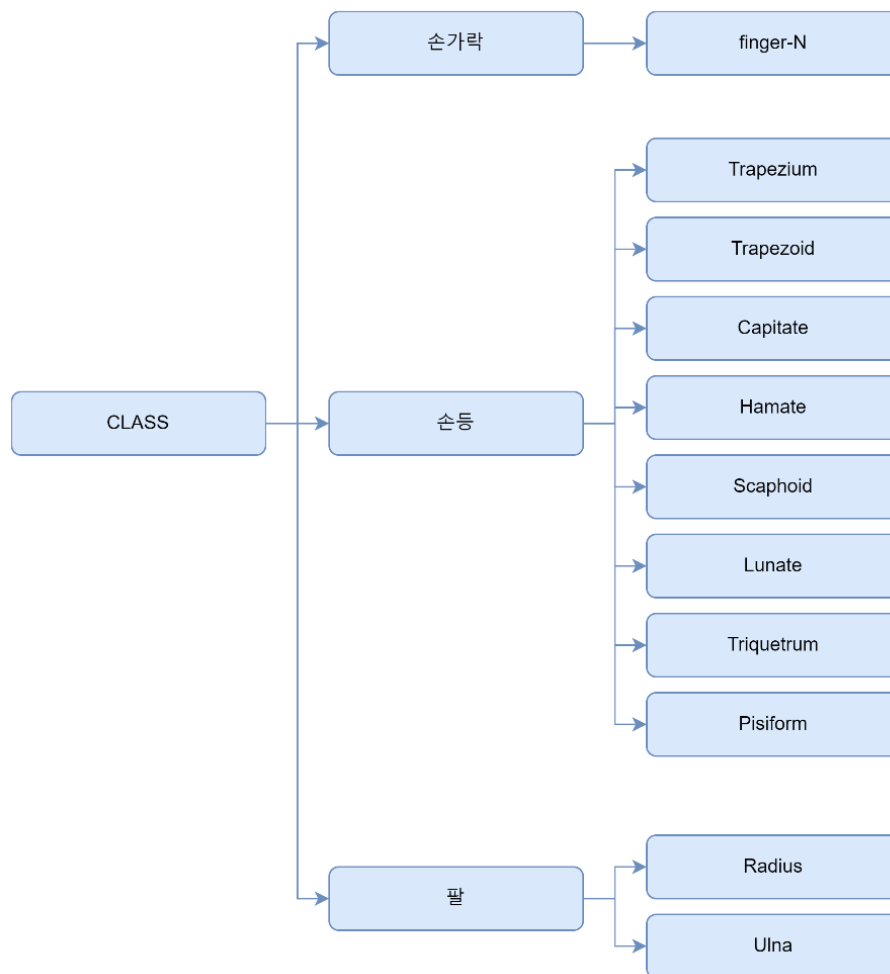 손가락
finger-N
Trapezium
Trapezoid
Capitate
CLASS
손등
Hamate
Scaphoid
Lunate
Triquetrum
Pisiform
팔
Radius
Ulna